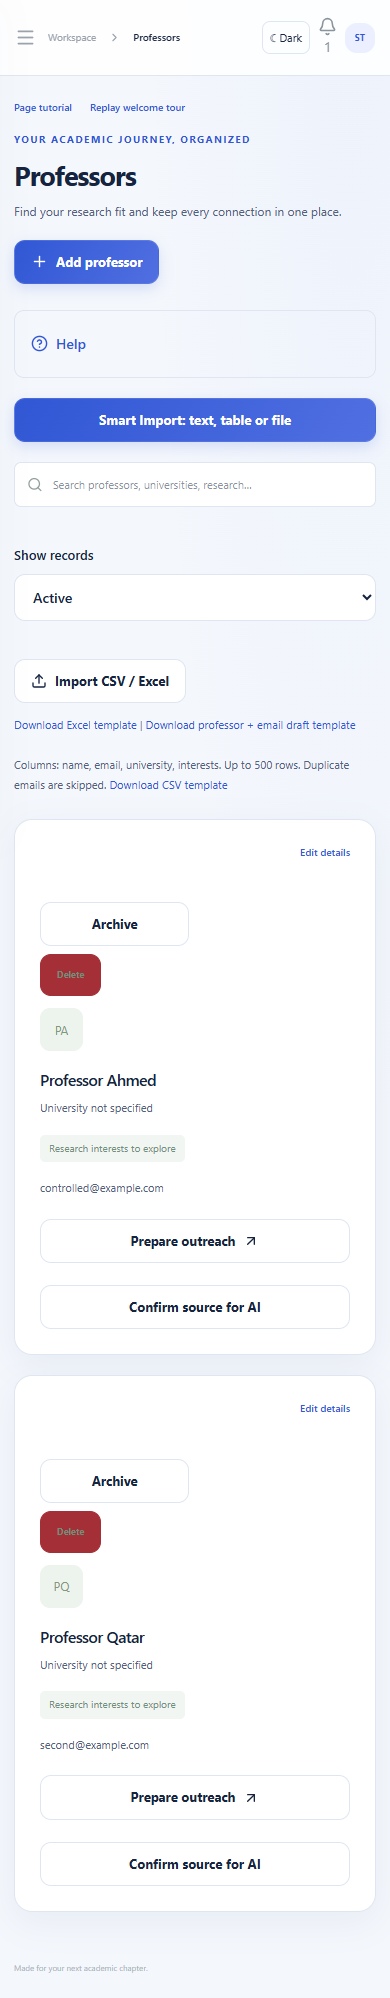 Workspace > Professors
☾ Dark
1
ST
Page tutorial Replay welcome tour
YOUR ACADEMIC JOURNEY, ORGANIZED
Professors
Find your research fit and keep every connection in one place.
+ Add professor
? Help
Smart Import: text, table or file
Search professors, universities, research...
Show records
Active
Import CSV / Excel
Download Excel template | Download professor + email draft template
Columns: name, email, university, interests. Up to 500 rows. Duplicate
emails are skipped. Download CSV template
Edit details
Archive
Delete
PA
Professor Ahmed
University not specified
Research interests to explore
controlled@example.com
Prepare outreach ↗
Confirm source for AI
Edit details
Archive
Delete
PQ
Professor Qatar
University not specified
Research interests to explore
second@example.com
Prepare outreach ↗
Confirm source for AI
Made for your next academic chapter.